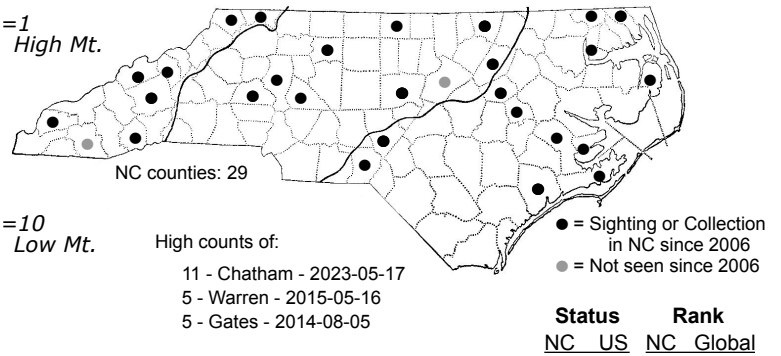 =1
High Mt.
NC counties: 29
=10
Low Mt.
High counts of:
11 - Chatham - 2023-05-17
5 - Warren - 2015-05-16
5 - Gates - 2014-08-05
= Sighting or Collection
in NC since 2006
= Not seen since 2006
Status Rank
NC US NC Global